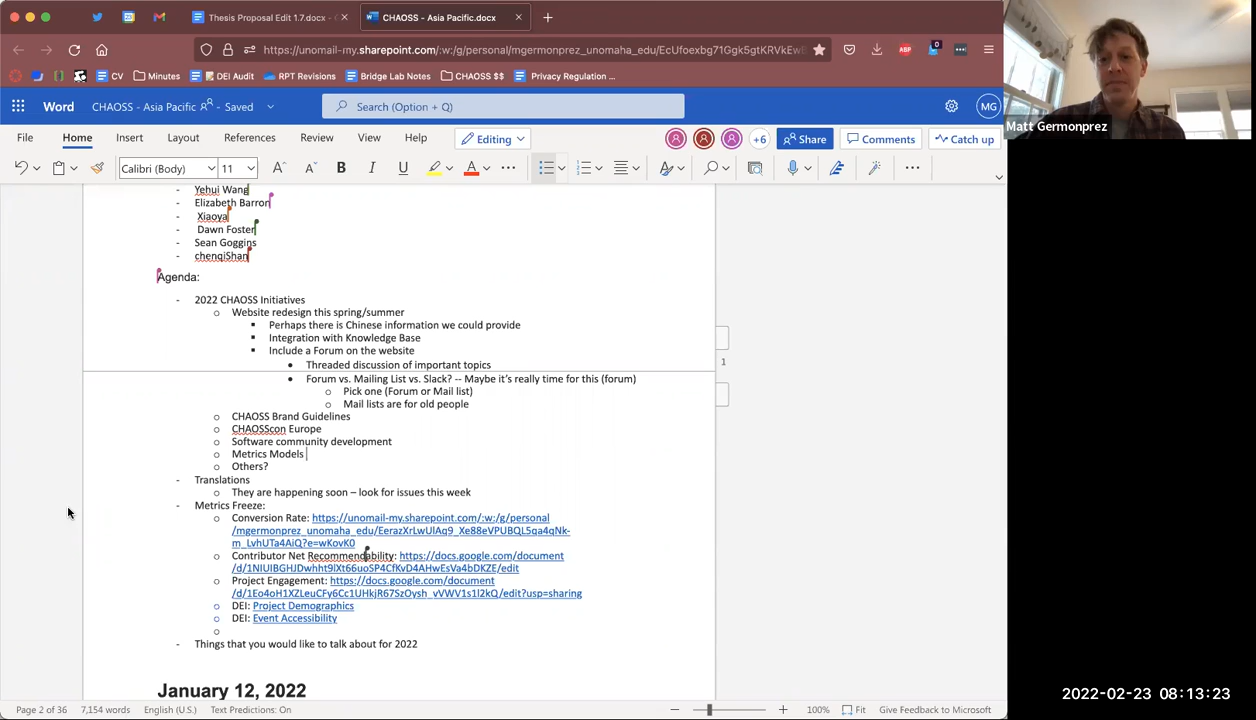 Thesis Proposal Edit 1.7.docx
CHAOSS - Asia Pacific.docx
https://unomail-my.sharepoint.com/:w:/g/personal/mgermonprez_unomaha_edu/EcUfoexbg71Ggk5gtKRVkEwB
CV
Minutes
DEI Audit
RPT Revisions
Bridge Lab Notes
CHAOSS $$
Privacy Regulation ...
Word
CHAOSS - Asia Pacific - Saved
Search (Option + Q)
MG
File Home Insert Layout References Review View Help
Editing
+6
Share
Comments
Catch up
Calibri (Body)
11
Yehui Wang
Elizabeth Barron
Xiaoya
Dawn Foster
Sean Goggins
chenqiShan
Agenda:
- 2022 CHAOSS Initiatives
o Website redesign this spring/summer
▪ Perhaps there is Chinese information we could provide
▪ Integration with Knowledge Base
▪ Include a Forum on the website
• Threaded discussion of important topics
• Forum vs. Mailing List vs. Slack? -- Maybe it's really time for this (forum)
o Pick one (Forum or Mail list)
o Mail lists are for old people
o CHAOSS Brand Guidelines
o CHAOSScon Europe
o Software community development
o Metrics Models
o Others?
- Translations
o They are happening soon – look for issues this week
- Metrics Freeze:
o Conversion Rate: https://unomail-my.sharepoint.com/:w:/g/personal
/mgermonprez_unomaha_edu/EerazXrLwUlAq9_Xe88eVPUBQL5qa4qNk-
m_LvhUTa4AiQ?e=wKovK0
o Contributor Net Recommendability: https://docs.google.com/document
/d/1NIUIBGHJDwhht9lXt66uoSP4CfKvD4AHwEsVa4bDKZE/edit
o Project Engagement: https://docs.google.com/document
/d/1Eo4oH1XZLeuCFy6Cc1UHkjR67SzOysh_vVWV1s1l2kQ/edit?usp=sharing
o DEI: Project Demographics
o DEI: Event Accessibility
- Things that you would like to talk about for 2022
January 12, 2022
1
Page 2 of 36
7,154 words
English (U.S.)
Text Predictions: On
100%
Fit
Give Feedback to Microsoft
Matt Germonprez
2022-02-23 08:13:23